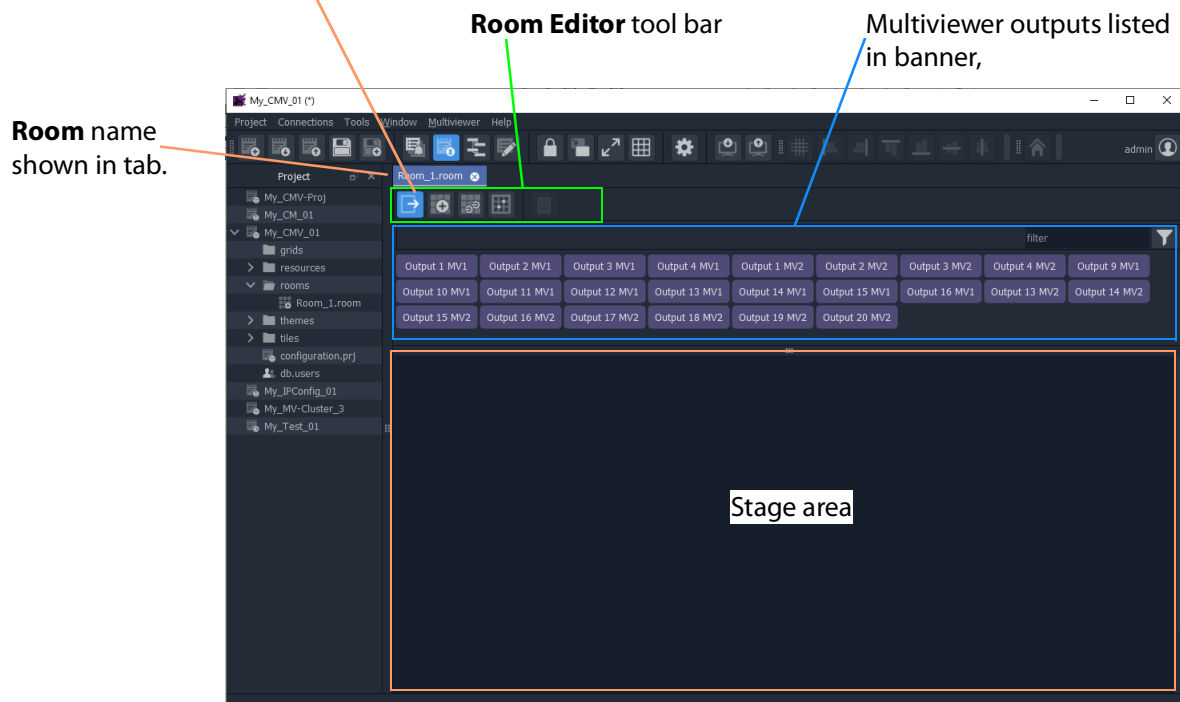 Room Editor tool bar
Multiviewer outputs listed
in banner,
Room name
shown in tab.
My_CMV_01 (*)
Project Connections Tools Window Multiviewer Help
admin
Project
Room_1.room
My_CMV-Proj
My_CM_01
My_CMV_01
grids
resources
rooms
Room_1.room
themes
tiles
configuration.prj
db.users
My_IPConfig_01
My_MV-Cluster_3
My_Test_01
filter
Output 1 MV1 Output 2 MV1 Output 3 MV1 Output 4 MV1 Output 1 MV2 Output 2 MV2 Output 3 MV2 Output 4 MV2 Output 9 MV1
Output 10 MV1 Output 11 MV1 Output 12 MV1 Output 13 MV1 Output 14 MV1 Output 15 MV1 Output 16 MV1 Output 13 MV2 Output 14 MV2
Output 15 MV2 Output 16 MV2 Output 17 MV2 Output 18 MV2 Output 19 MV2 Output 20 MV2
Stage area